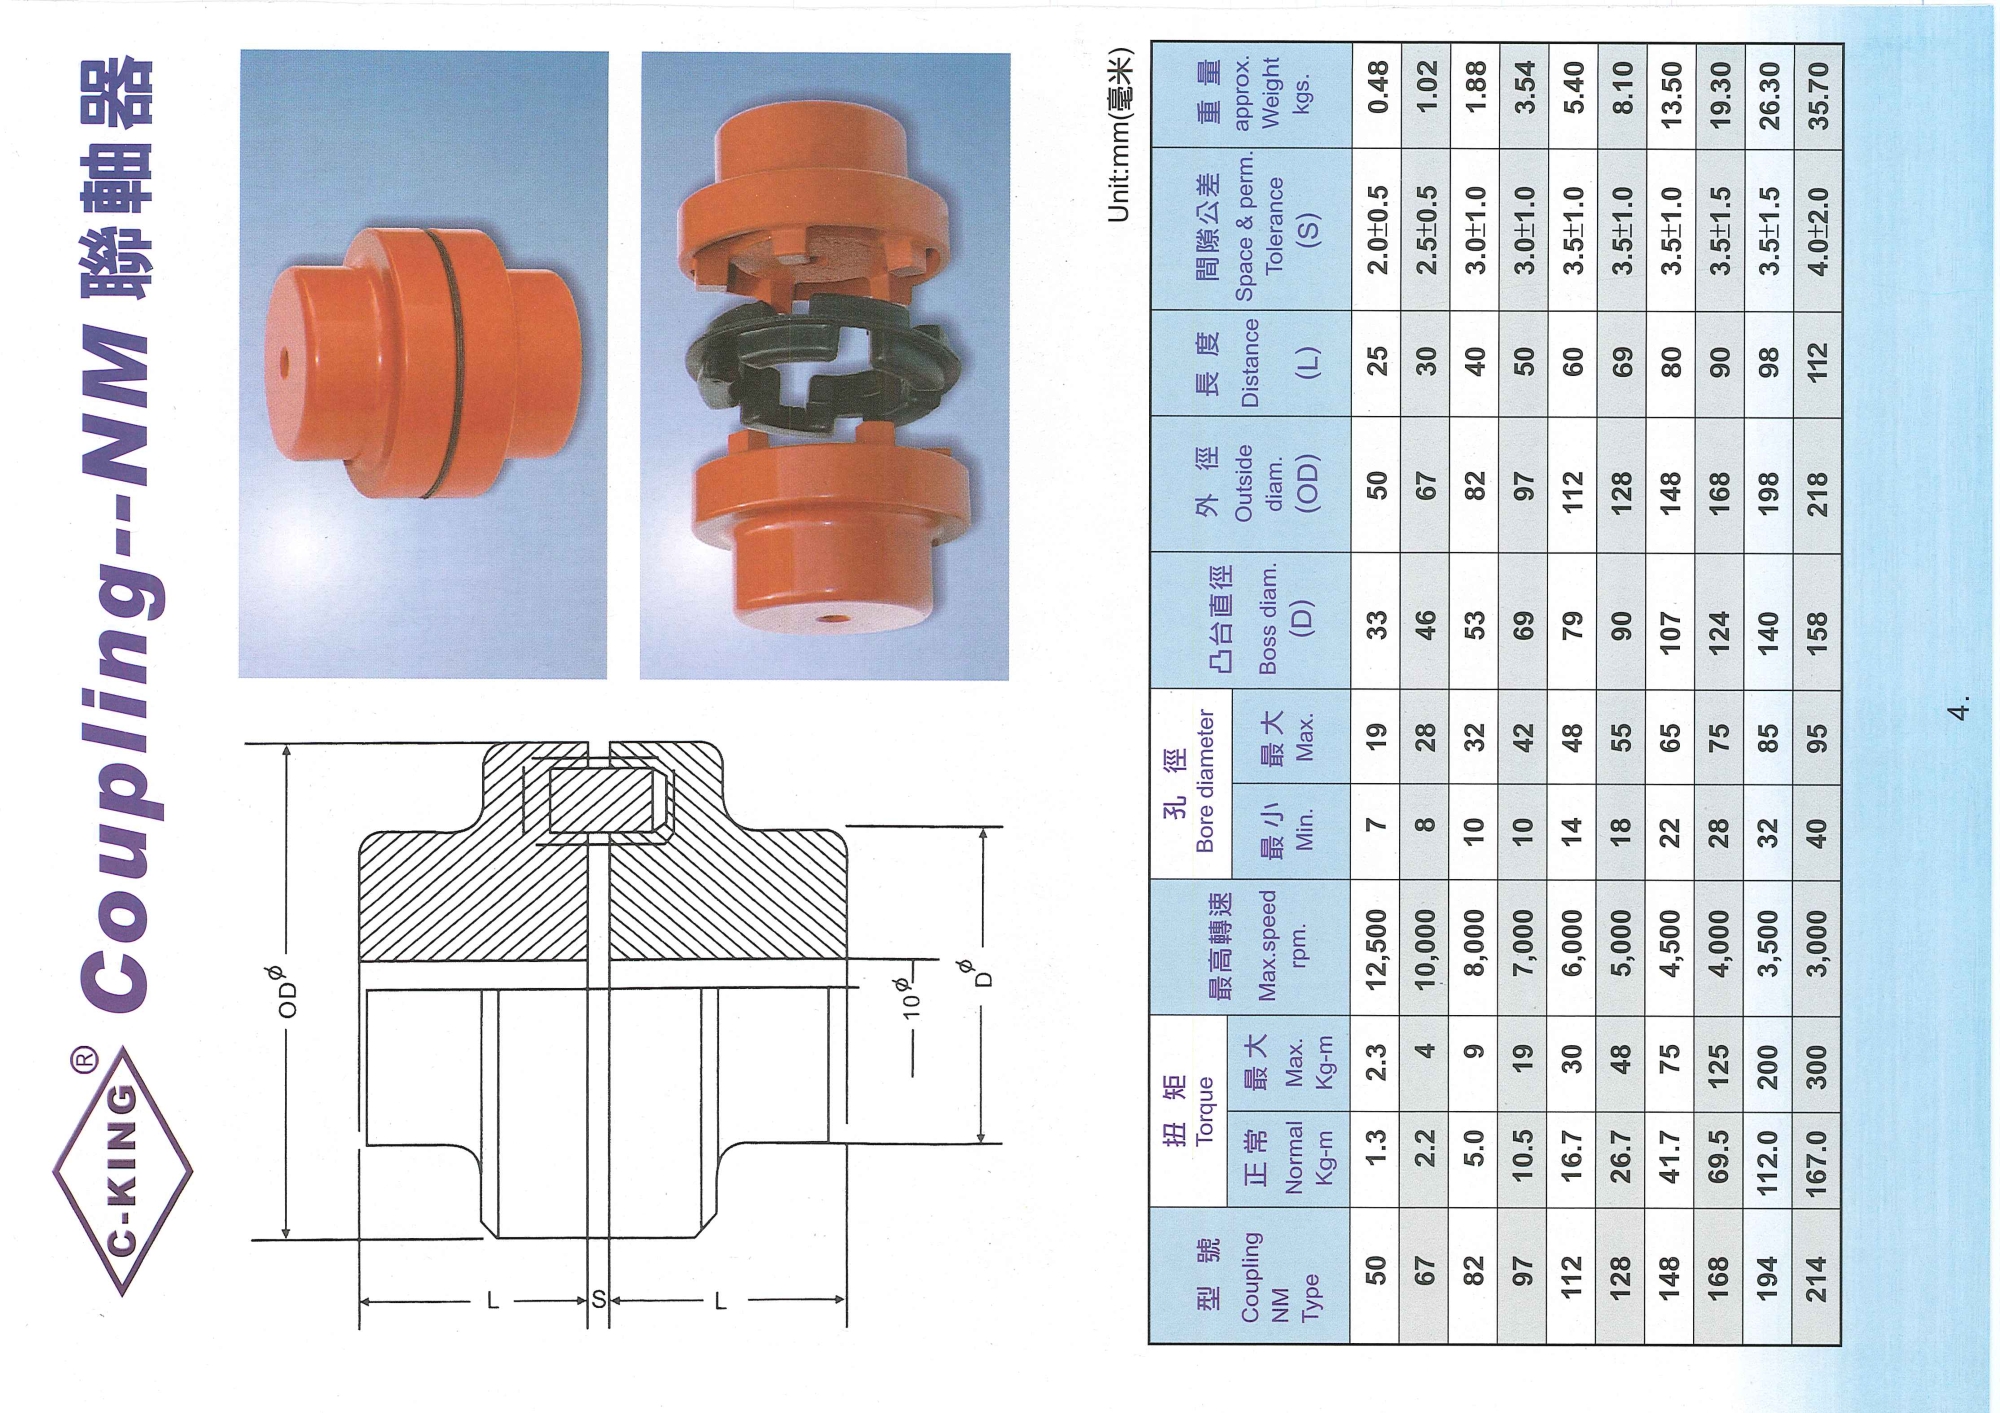 C-KING ® Coupling--NM 聯軸器
ODφ
L
S
L
10φ
Dφ
Unit:mm(毫米)
型 號 Coupling NM Type
扭 矩 Torque
正 常 Normal Kg-m
最 大 Max. Kg-m
最高轉速 Max.speed rpm.
孔 徑 Bore diameter
最 小 Min.
最 大 Max.
凸台直徑 Boss diam. (D)
外 徑 Outside diam. (OD)
長 度 Distance (L)
間隙公差 Space & perm. Tolerance (S)
重 量 approx. Weight kgs.
50 1.3 2.3 12,500 7 19 33 50 25 2.0±0.5 0.48
67 2.2 4 10,000 8 28 46 67 30 2.5±0.5 1.02
82 5.0 9 8,000 10 32 53 82 40 3.0±1.0 1.88
97 10.5 19 7,000 10 42 69 97 50 3.0±1.0 3.54
112 16.7 30 6,000 14 48 79 112 60 3.5±1.0 5.40
128 26.7 48 5,000 18 55 90 128 69 3.5±1.0 8.10
148 41.7 75 4,500 22 65 107 148 80 3.5±1.0 13.50
168 69.5 125 4,000 28 75 124 168 90 3.5±1.5 19.30
194 112.0 200 3,500 32 85 140 198 98 3.5±1.5 26.30
214 167.0 300 3,000 40 95 158 218 112 4.0±2.0 35.70
4.